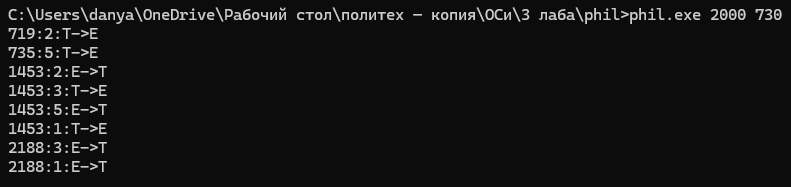 C:\Users\danya\OneDrive\Рабочий стол\политех — копия\ОСи\3 лаба\phil>phil.exe 2000 730
719:2:T->E
735:5:T->E
1453:2:E->T
1453:3:T->E
1453:5:E->T
1453:1:T->E
2188:3:E->T
2188:1:E->T